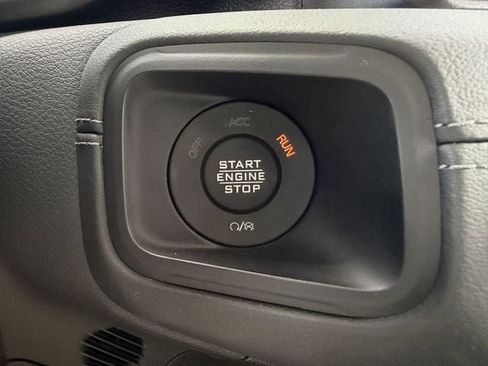 ACC
OFF
RUN
START
ENGINE
STOP